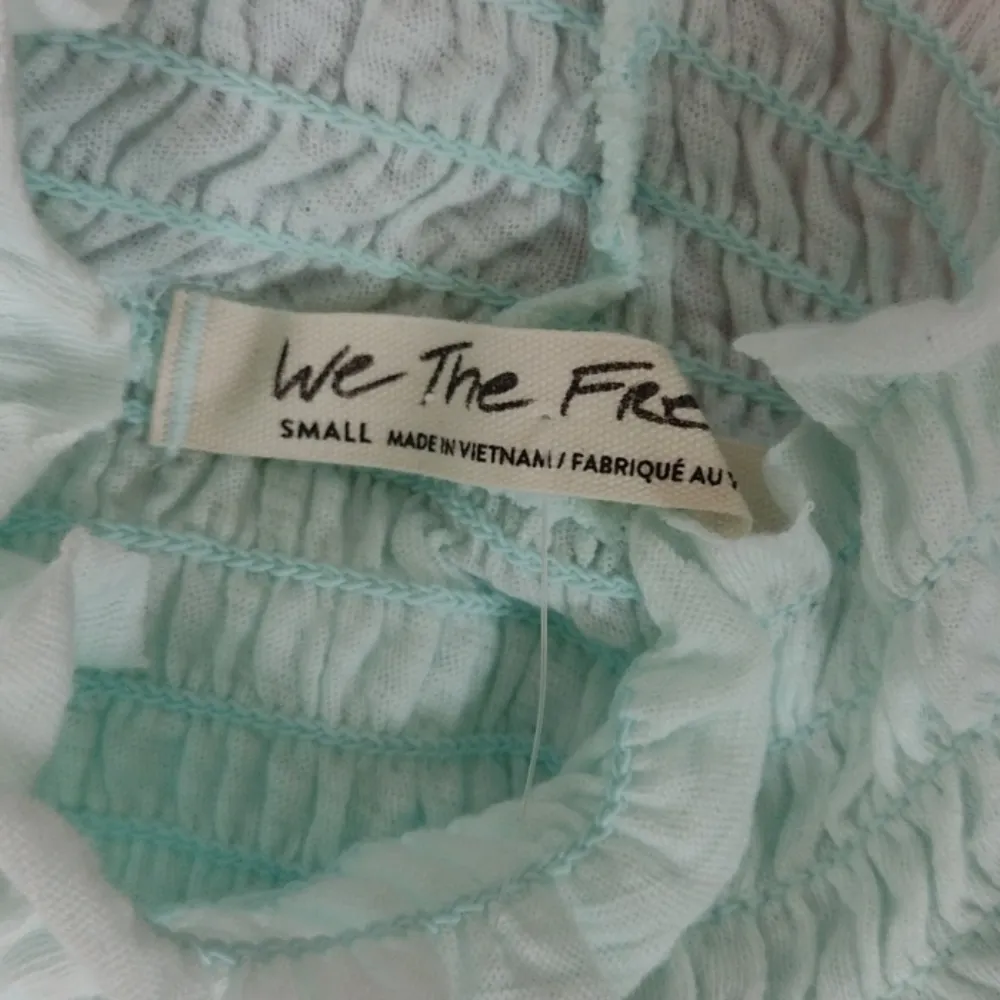 We The Fre
SMALL MADE IN VIETNAM / FABRIQUÉ AU